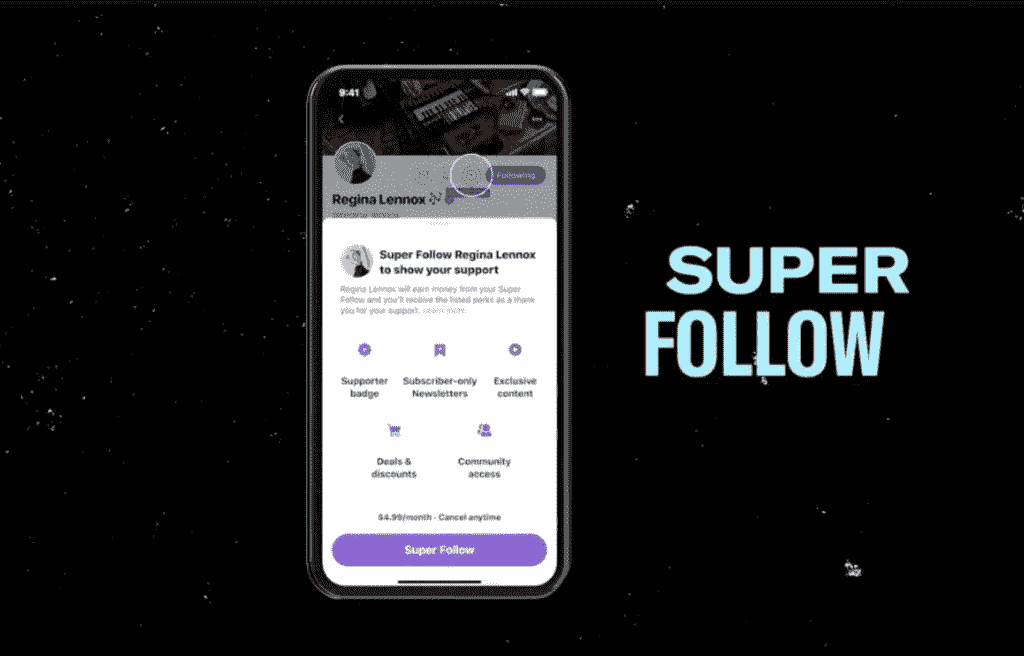 9:41
Following
Regina Lennox
Super Follow Regina Lennox
to show your support
Regina Lennox will earn money from your Super
Follow and you'll receive the listed perks as a thank
you for your support. Learn more
Supporter
badge
Subscriber-only
Newsletters
Exclusive
content
Deals &
discounts
Community
access
$4.99/month · Cancel anytime
Super Follow
SUPER
FOLLOW